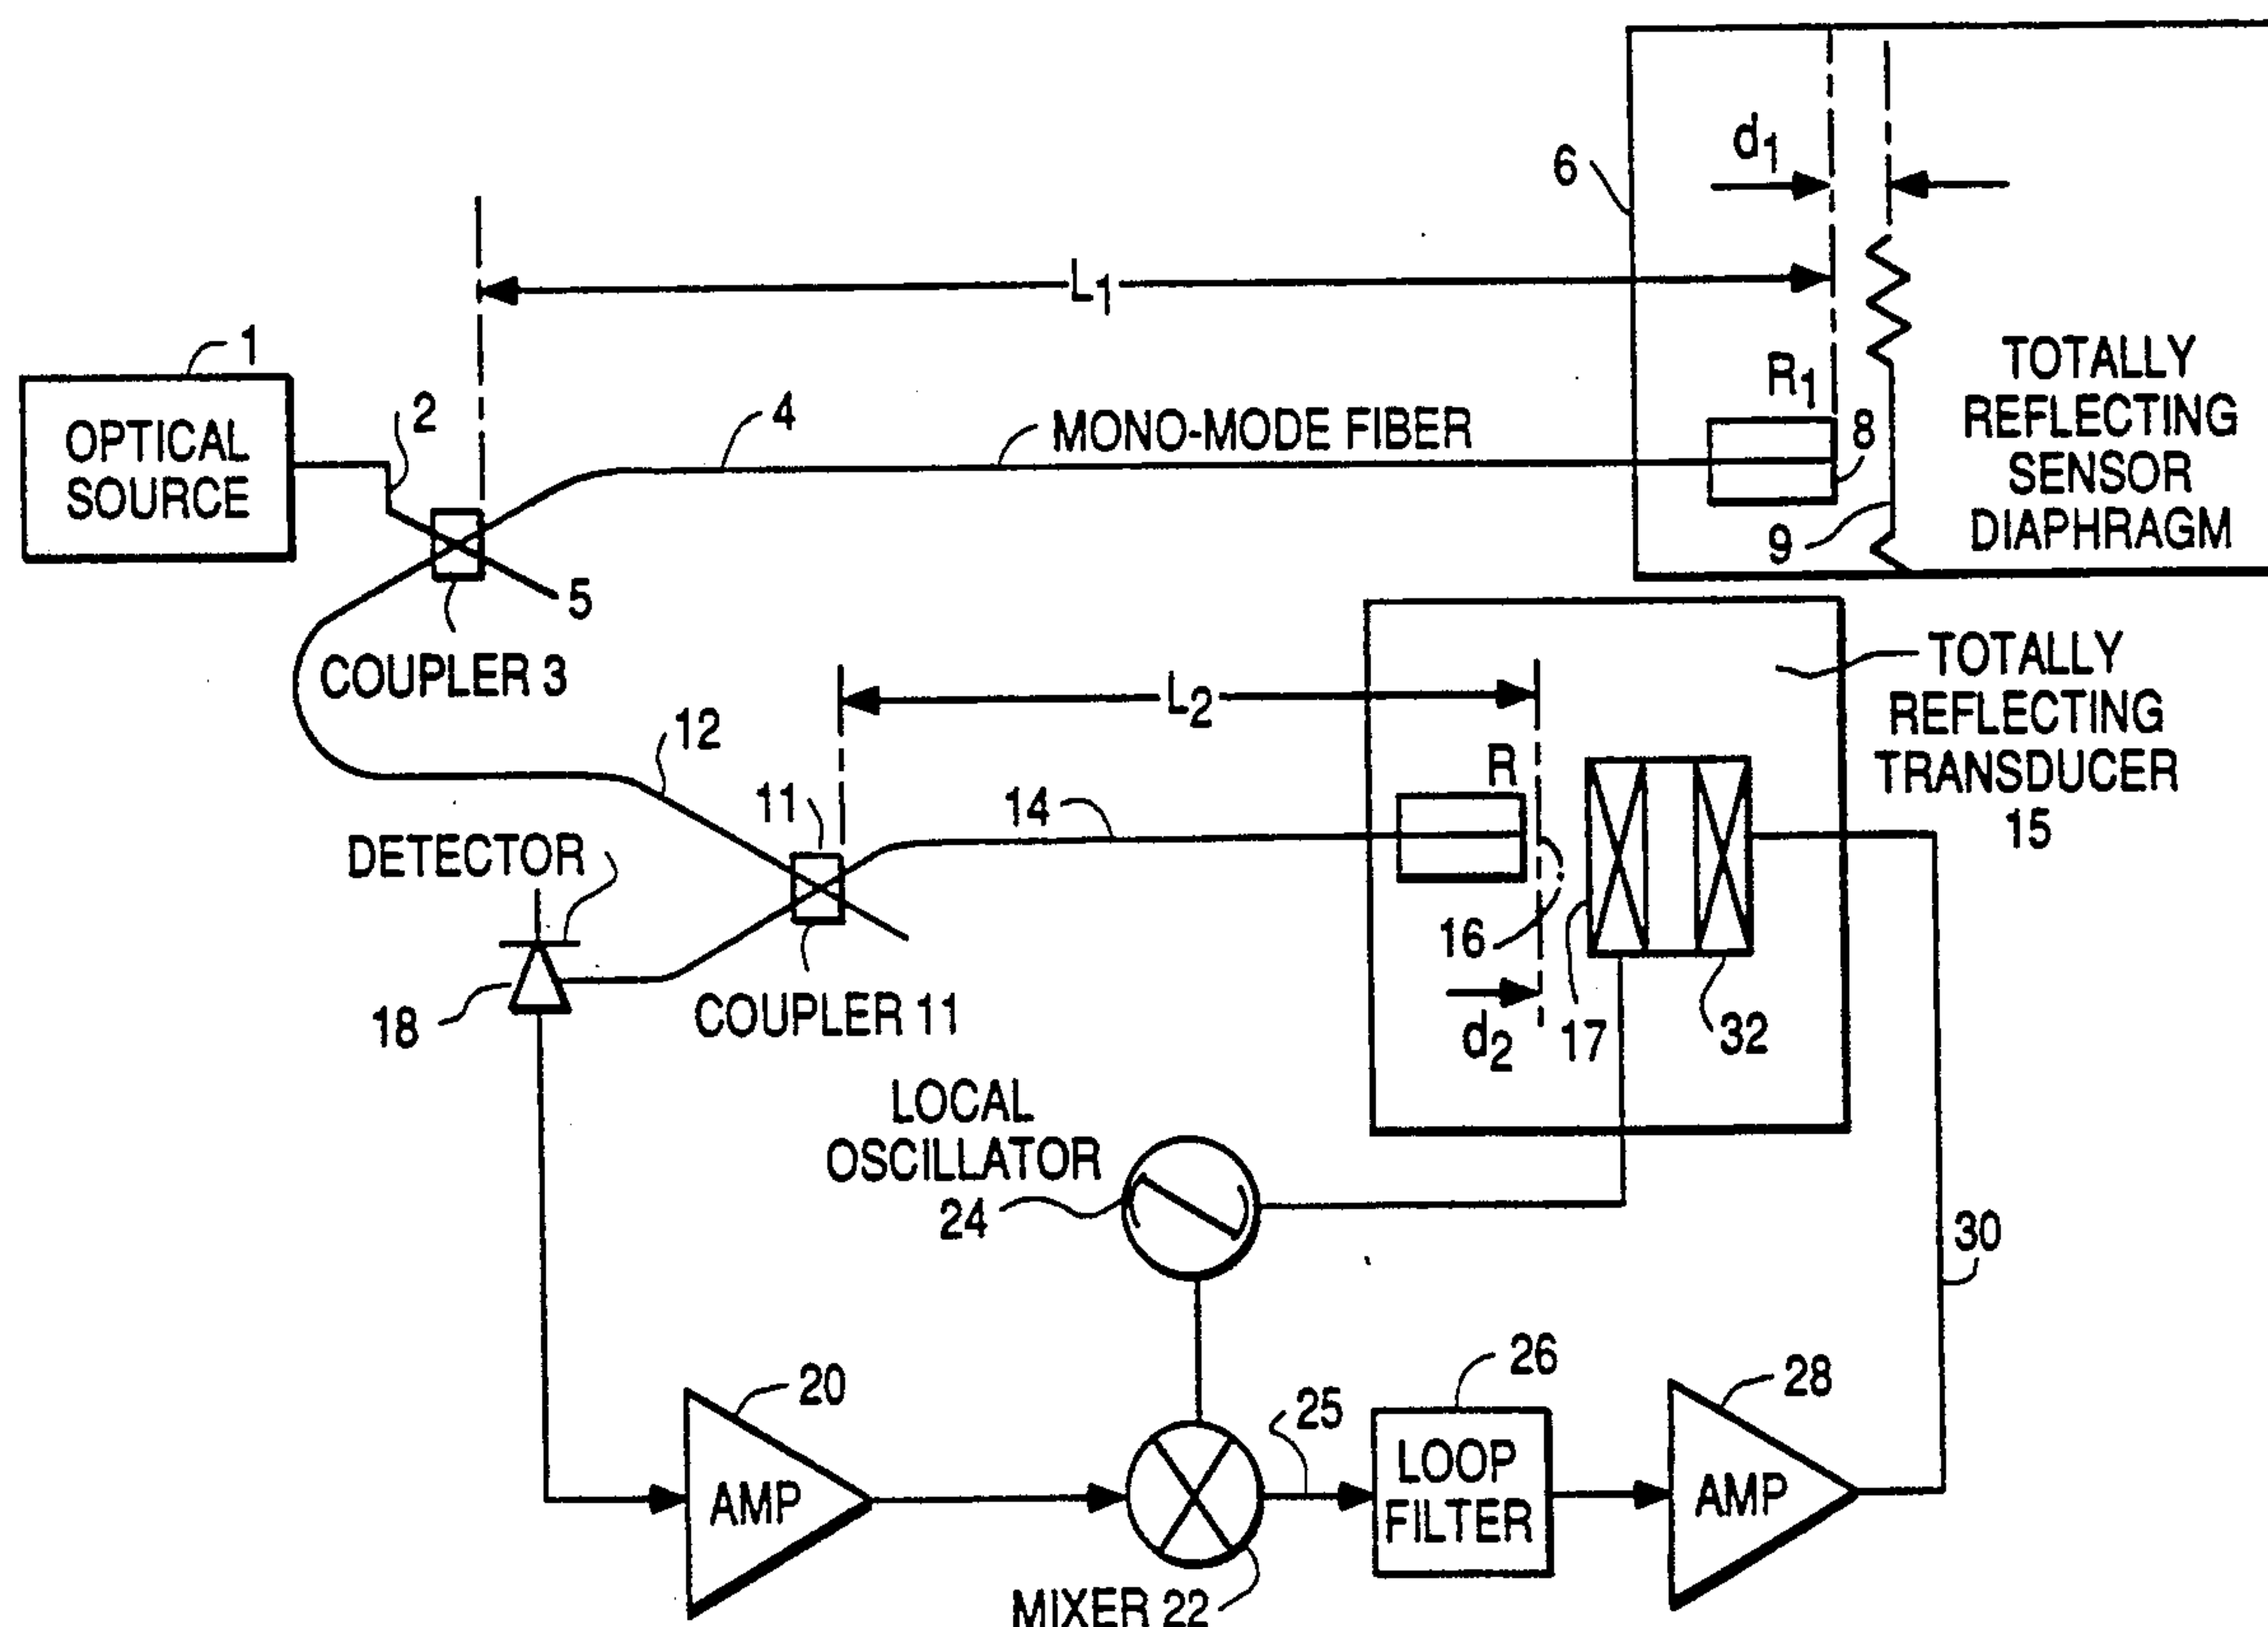 d1
6
L1
1
OPTICAL
SOURCE
2
4
MONO-MODE FIBER
R1
8
TOTALLY
REFLECTING
SENSOR
DIAPHRAGM
9
5
COUPLER 3
TOTALLY
REFLECTING
TRANSDUCER
15
L2
12
11
14
R
DETECTOR
16
18
COUPLER 11
d2
17
32
LOCAL
OSCILLATOR
24
30
20
AMP
25
26
LOOP
FILTER
28
AMP
MIXER 22